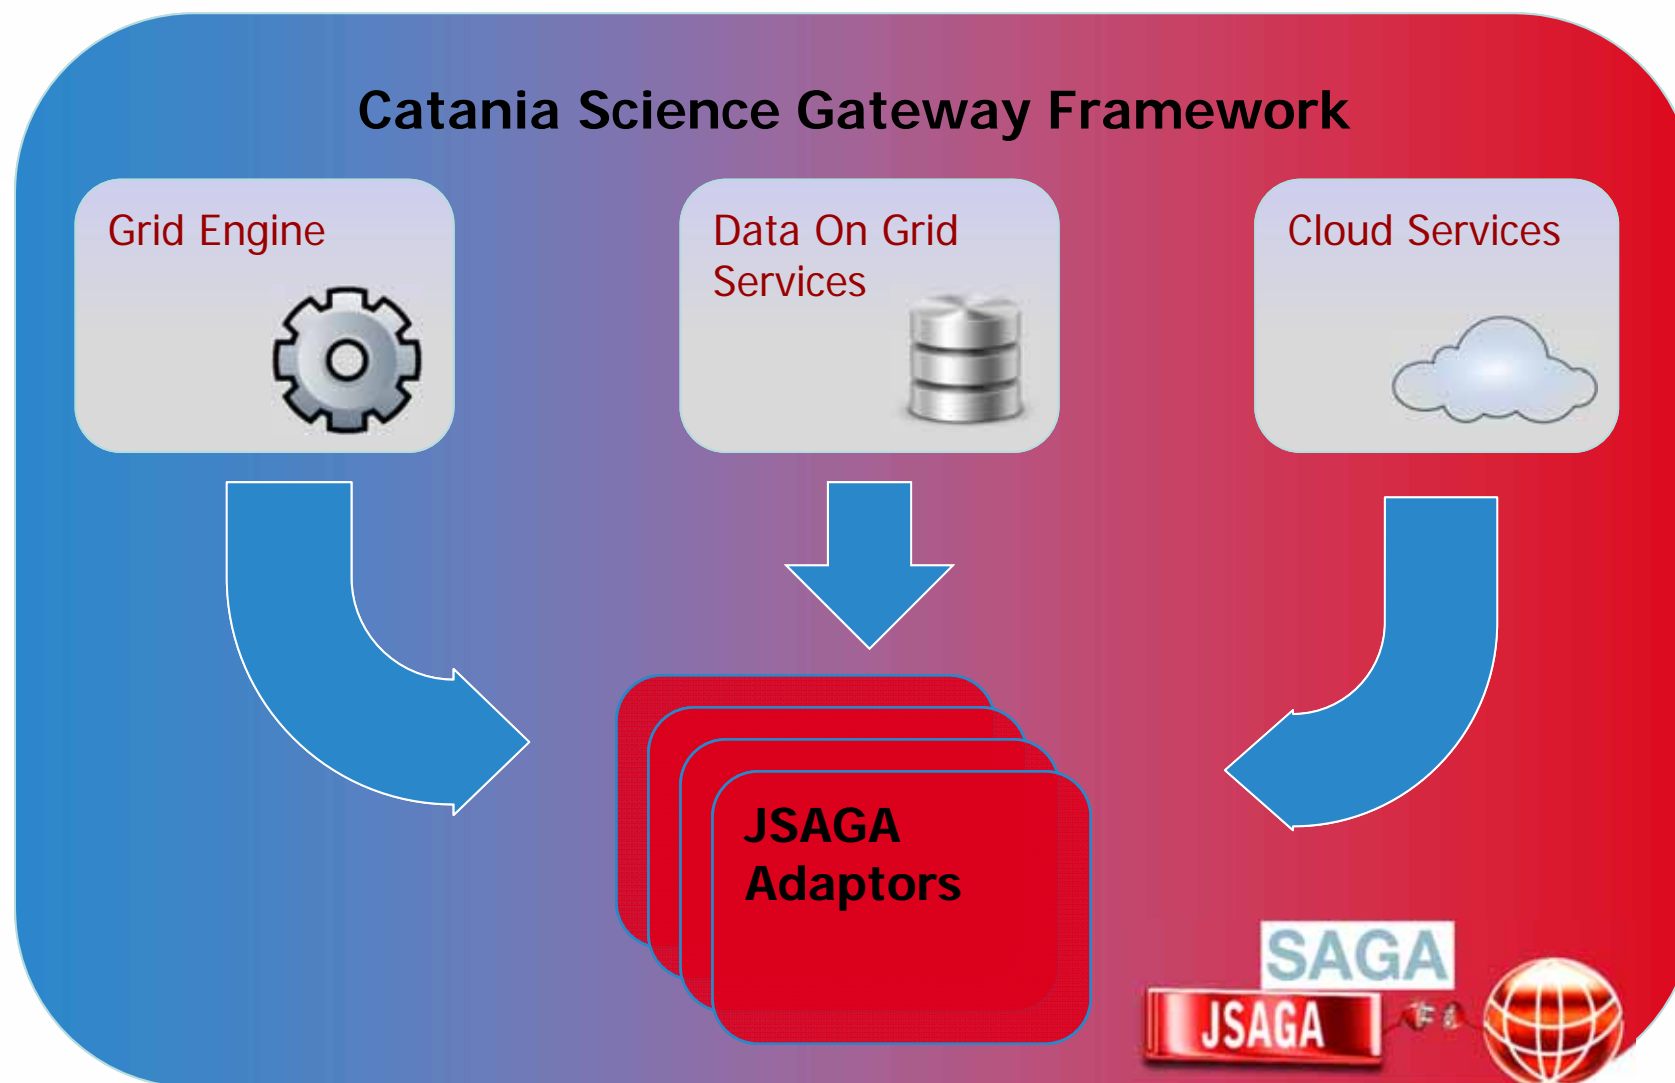 Catania Science Gateway Framework
Grid Engine
Data On Grid
Services
Cloud Services
JSAGA
Adaptors
SAGA
JSAGA